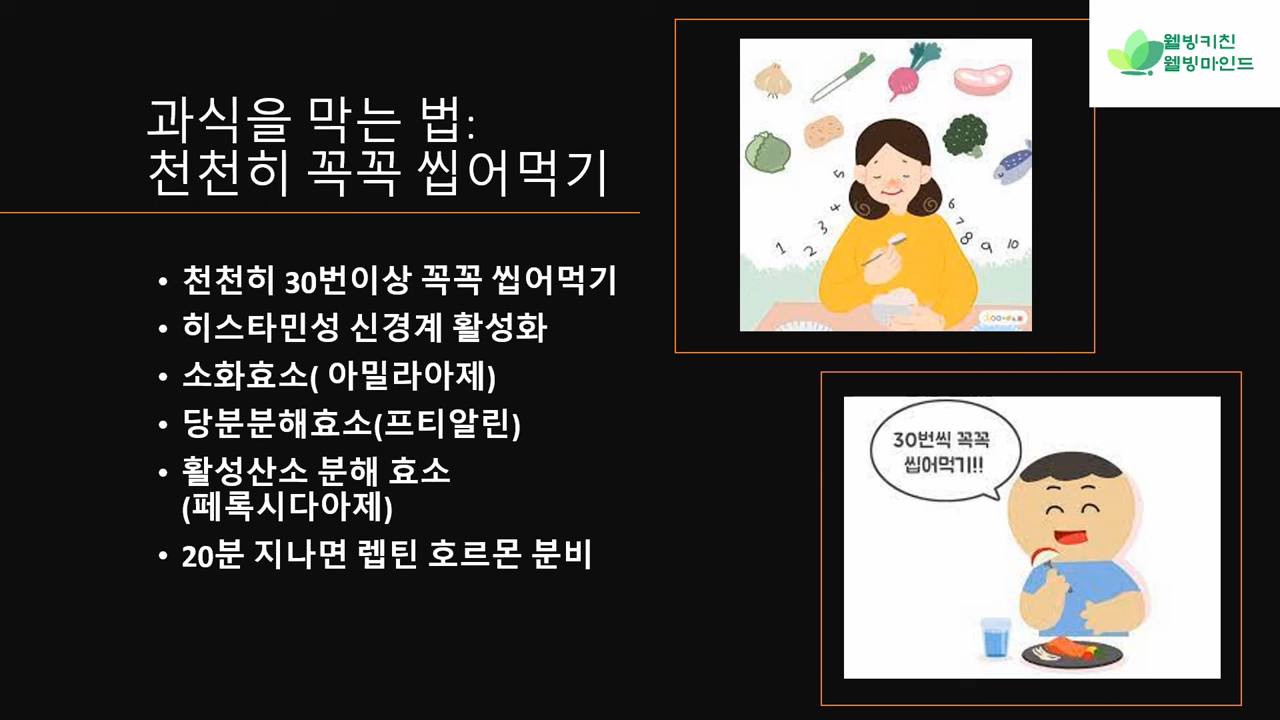 과식을 막는 법:
천천히 꼭꼭 씹어먹기
• 천천히 30번이상 꼭꼭 씹어먹기
• 히스타민성 신경계 활성화
• 소화효소( 아밀라아제)
• 당분분해효소(프티알린)
• 활성산소 분해 효소
(페록시다아제)
• 20분 지나면 렙틴 호르몬 분비
웰빙키친
웰빙마인드
1 2 3 4 5 6 7 8 9 10
30번씩 꼭꼭
씹어먹기!!